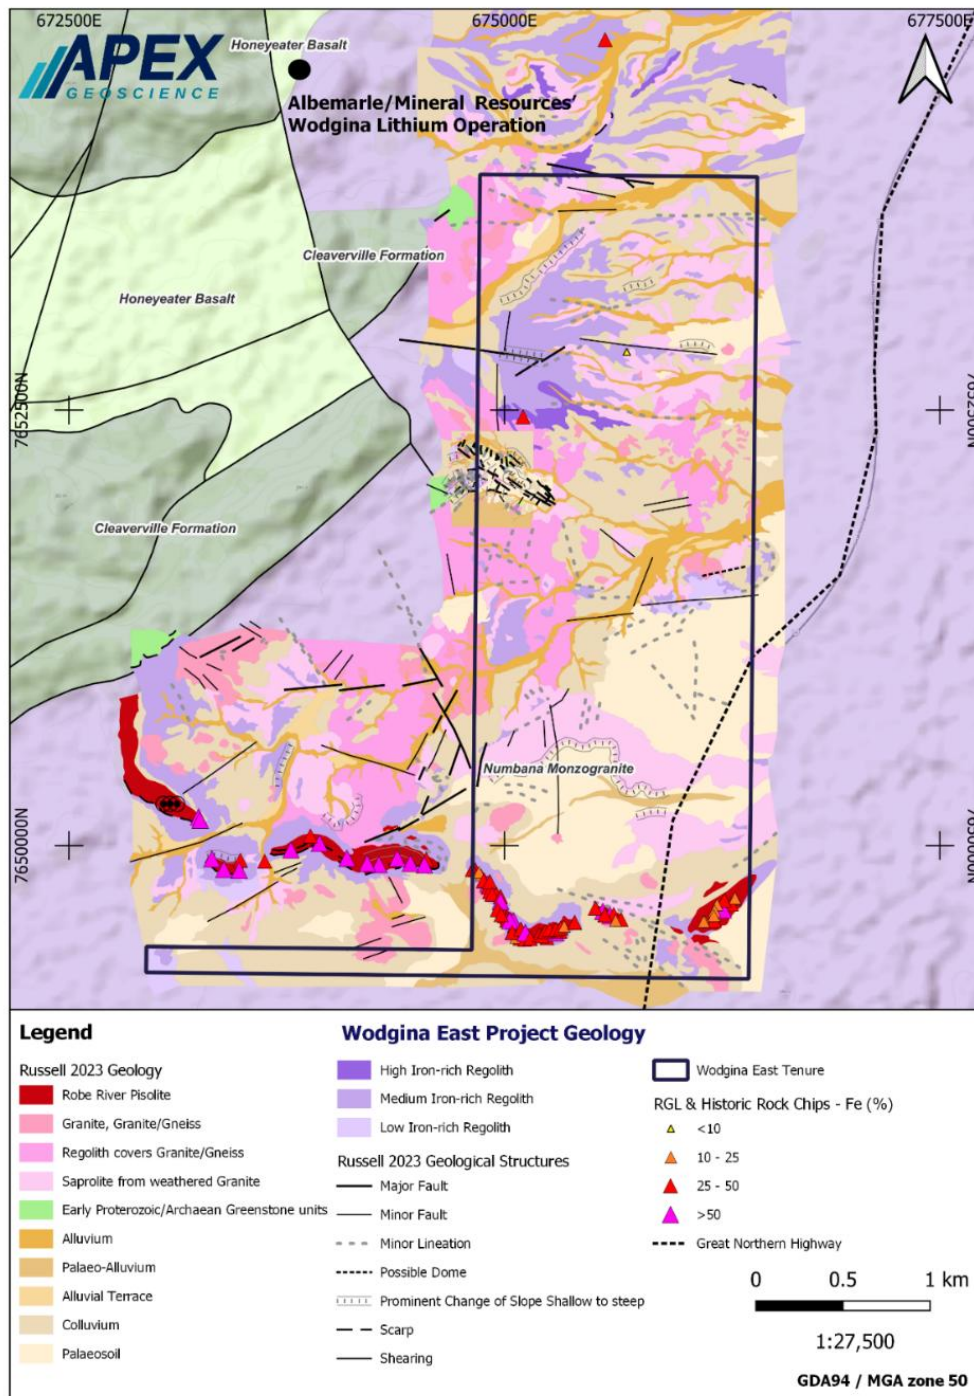 672500E
675000E
677500E
APEX
GEOSCIENCE
Honeyeater Basalt
Albemarle/Mineral Resources'
Wodgina Lithium Operation
Cleaverville Formation
Honeyeater Basalt
7652500N
7652500N
Cleaverville Formation
Numbana Monzogranite
7650000N
7650000N
Legend
Russell 2023 Geology
Robe River Pisolite
Granite, Granite/Gneiss
Regolith covers Granite/Gneiss
Saprolite from weathered Granite
Early Proterozoic/Archaean Greenstone units
Alluvium
Palaeo-Alluvium
Alluvial Terrace
Colluvium
Palaeosoil
Wodgina East Project Geology
High Iron-rich Regolith
Medium Iron-rich Regolith
Low Iron-rich Regolith
Russell 2023 Geological Structures
Major Fault
Minor Fault
Minor Lineation
Possible Dome
Prominent Change of Slope Shallow to steep
Scarp
Shearing
Wodgina East Tenure
RGL & Historic Rock Chips - Fe (%)
<10
10 - 25
25 - 50
>50
Great Northern Highway
0 0.5 1 km
1:27,500
GDA94 / MGA zone 50